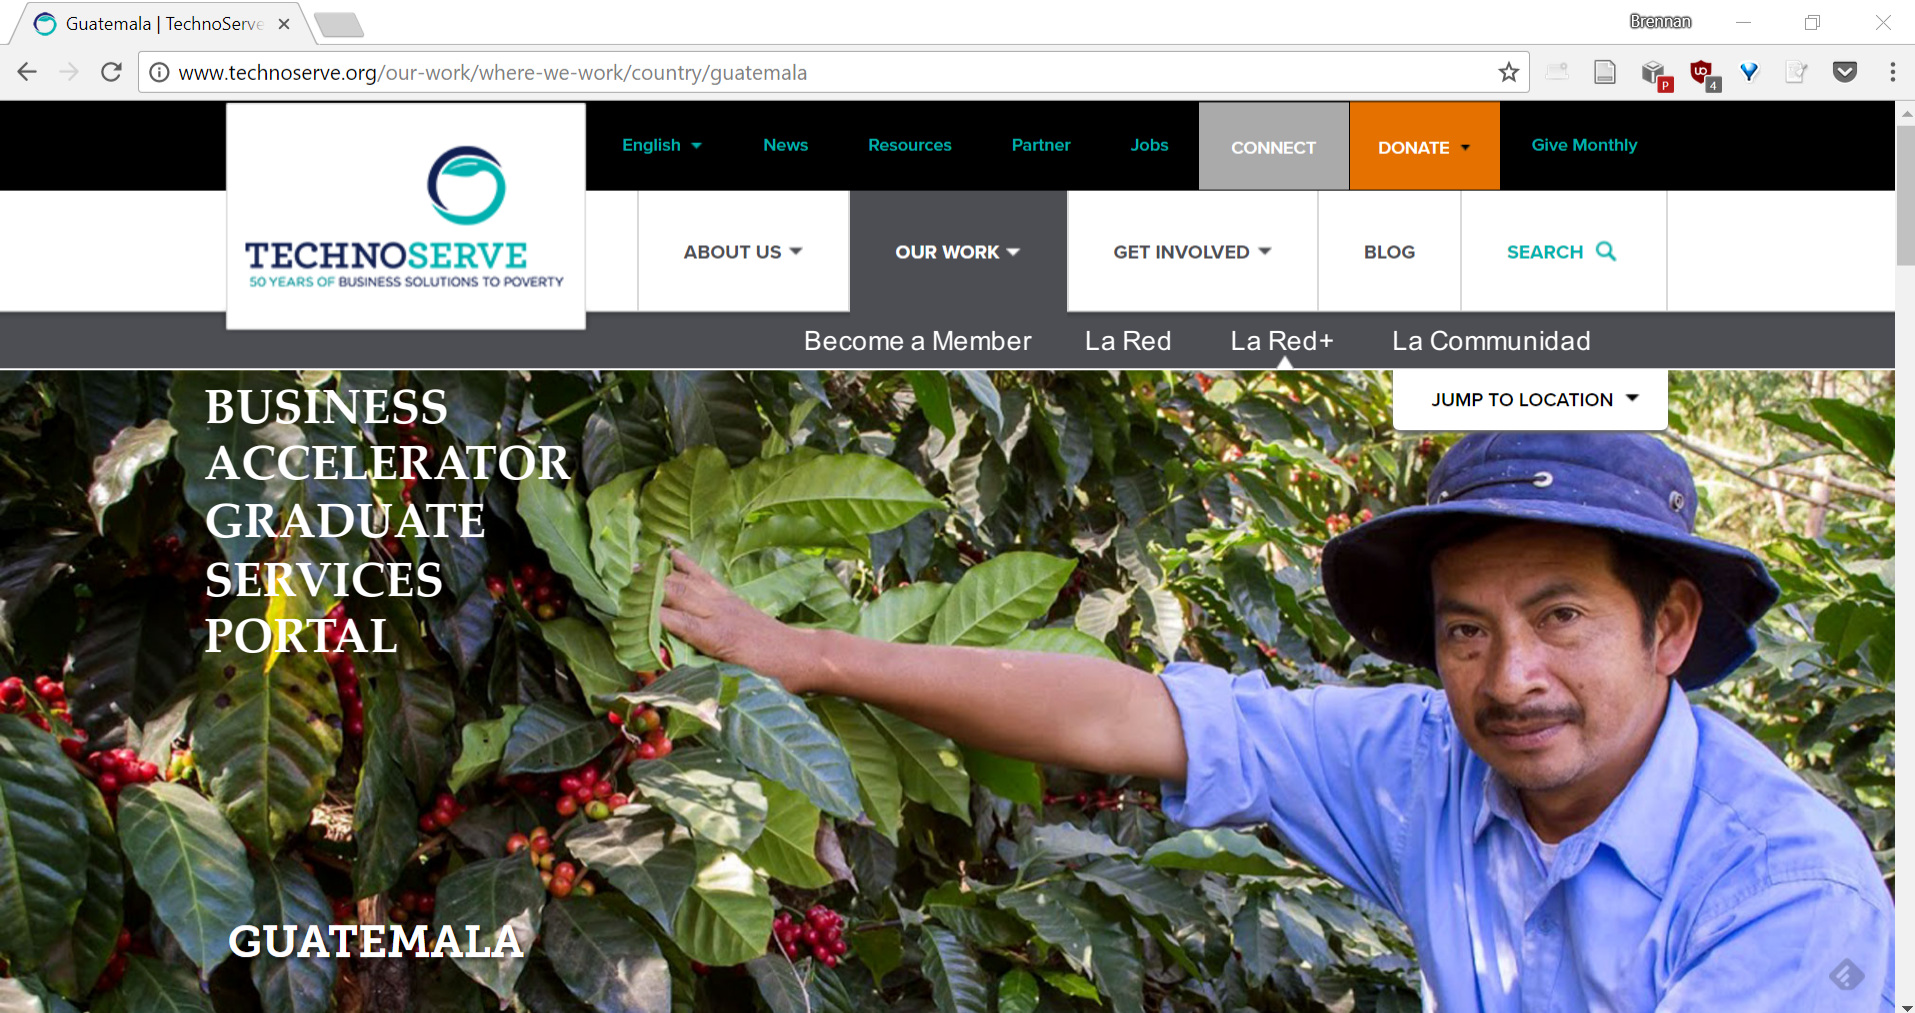 Guatemala | TechnoServe
Brennan
www.technoserve.org/our-work/where-we-work/country/guatemala
P
4
English
News
Resources
Partner
Jobs
CONNECT
DONATE
Give Monthly
TECHNOSERVE
50 YEARS OF BUSINESS SOLUTIONS TO POVERTY
ABOUT US
OUR WORK
GET INVOLVED
BLOG
SEARCH
Become a Member
La Red
La Red+
La Communidad
JUMP TO LOCATION
BUSINESS
ACCELERATOR
GRADUATE
SERVICES
PORTAL
GUATEMALA